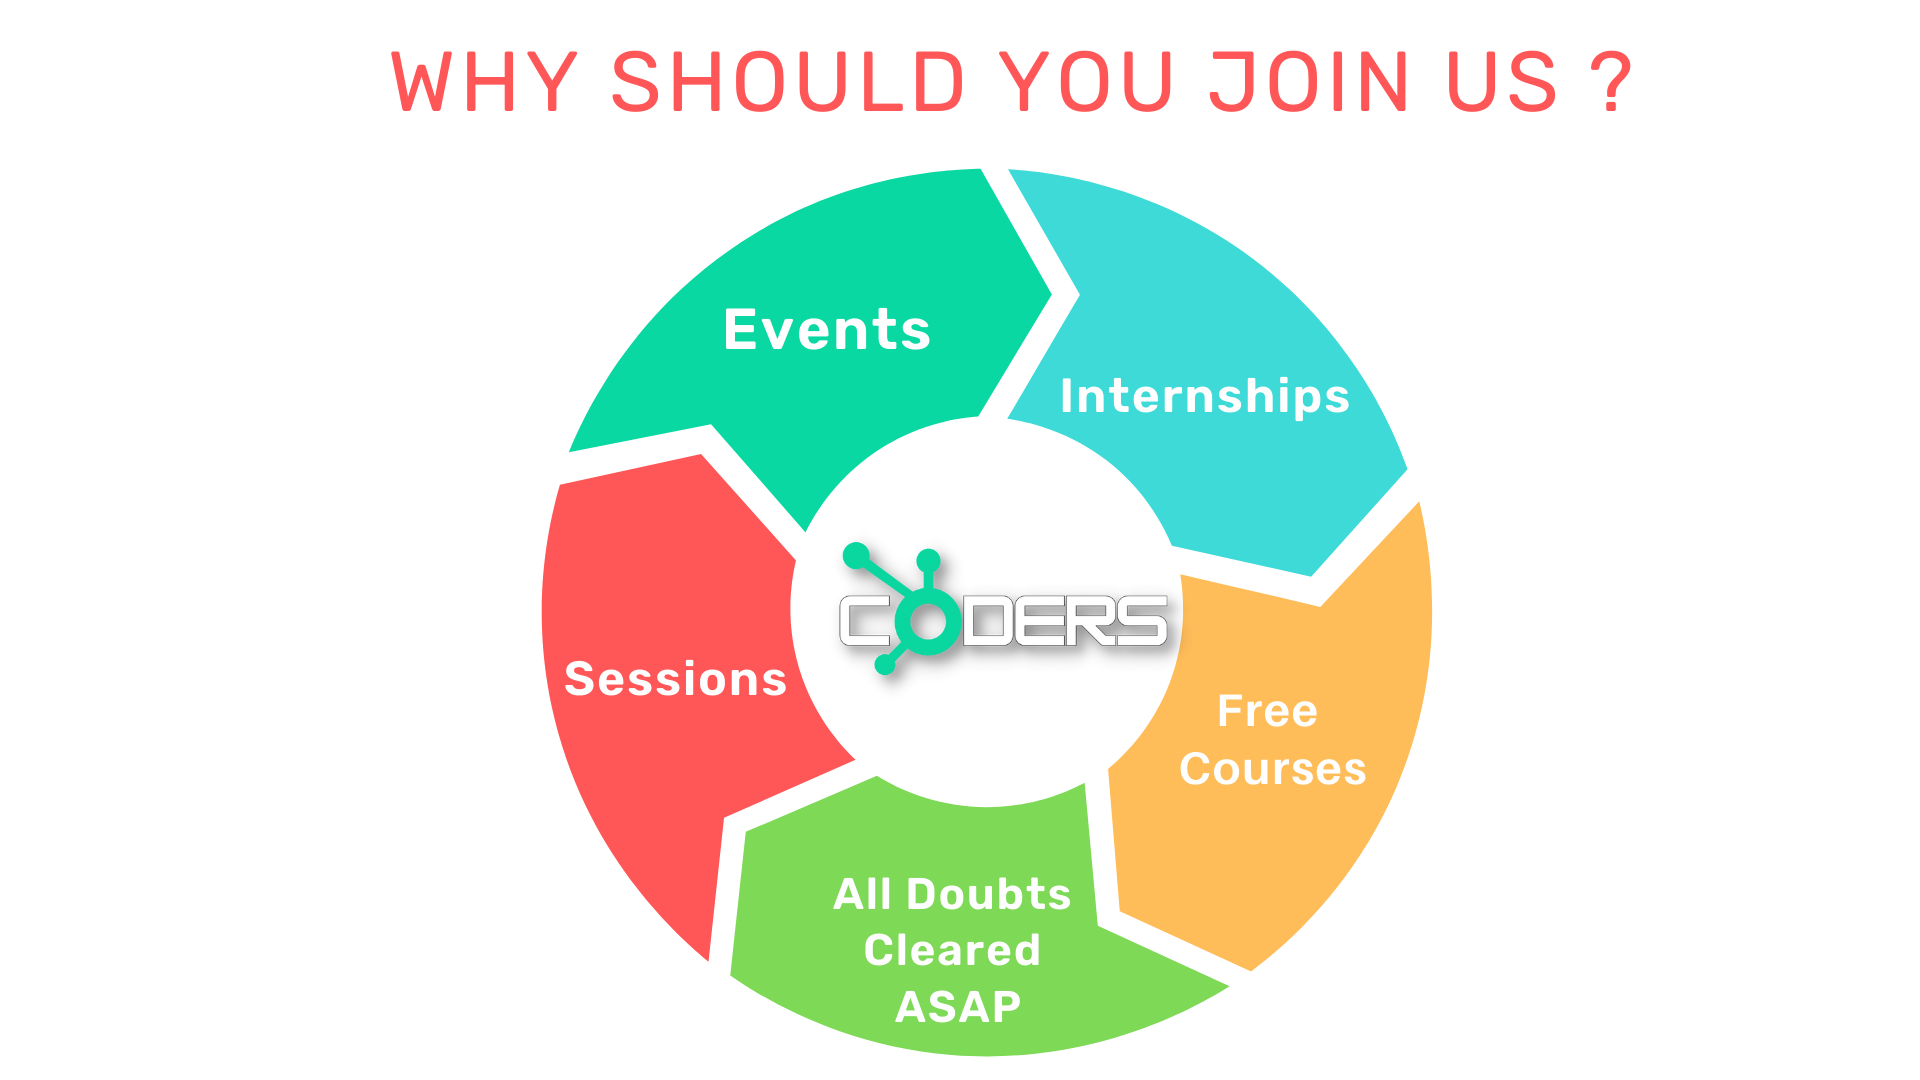 WHY SHOULD YOU JOIN US ?
Events
Internships
CODERS
Sessions
Free
Courses
All Doubts
Cleared
ASAP